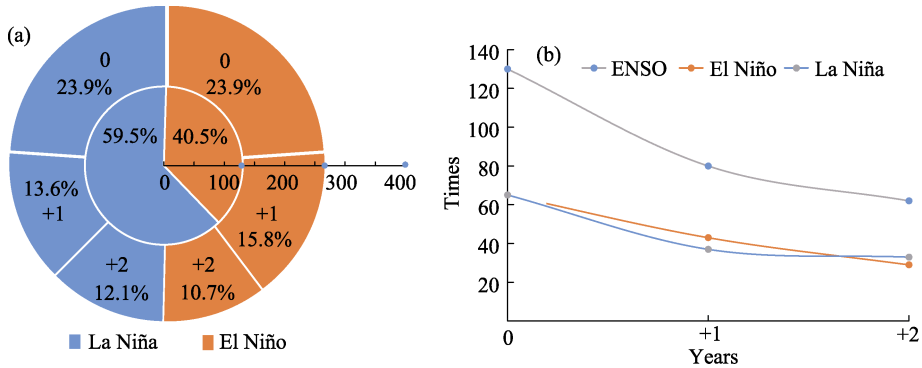 (a)
0
23.9%
0
23.9%
59.5%
40.5%
0 100 200 300 400
13.6%
+1
+1
15.8%
+2
12.1%
+2
10.7%
La Niña El Niño
(b)
ENSO El Niño La Niña
Times
140
120
100
80
60
40
20
0 +1 +2
Years